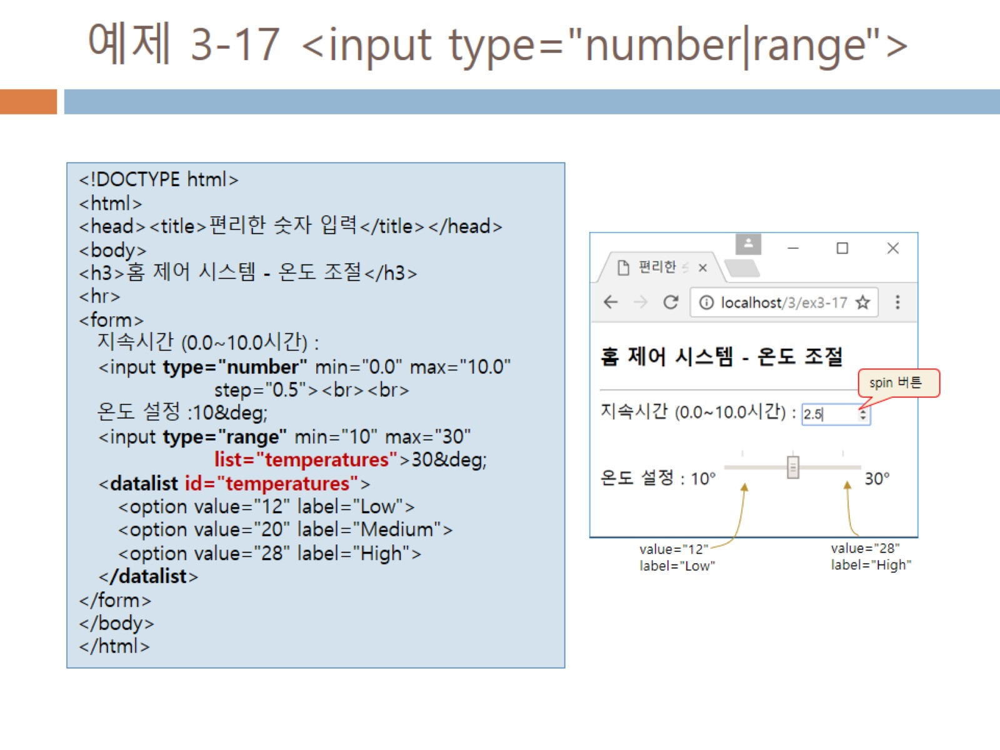 예제 3-17 <input type="number|range">
<!DOCTYPE html>
<html>
<head><title>편리한 숫자 입력</title></head>
<body>
<h3>홈 제어 시스템 - 온도 조절</h3>
<hr>
<form>
지속시간 (0.0~10.0시간) :
<input type="number" min="0.0" max="10.0"
step="0.5"><br><br>
온도 설정 :10&deg;
<input type="range" min="10" max="30"
list="temperatures">30&deg;
<datalist id="temperatures">
<option value="12" label="Low">
<option value="20" label="Medium">
<option value="28" label="High">
</datalist>
</form>
</body>
</html>
편리한
localhost/3/ex3-17
홈 제어 시스템 - 온도 조절
spin 버튼
지속시간 (0.0~10.0시간) : 2.5
온도 설정 : 10° 30°
value="12"
label="Low"
value="28"
label="High"